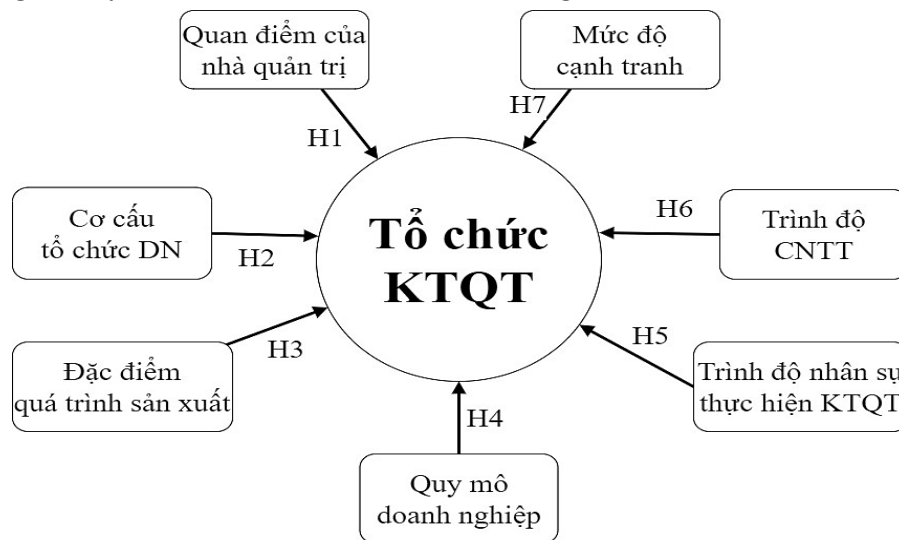 Quan điểm của
nhà quản trị
Mức độ
cạnh tranh
H1
H7
Cơ cấu
tổ chức DN
H2
Tổ chức
KTQT
H6
Trình độ
CNTT
Đặc điểm
quá trình sản xuất
H3
H5
Trình độ nhân sự
thực hiện KTQT
H4
Quy mô
doanh nghiệp